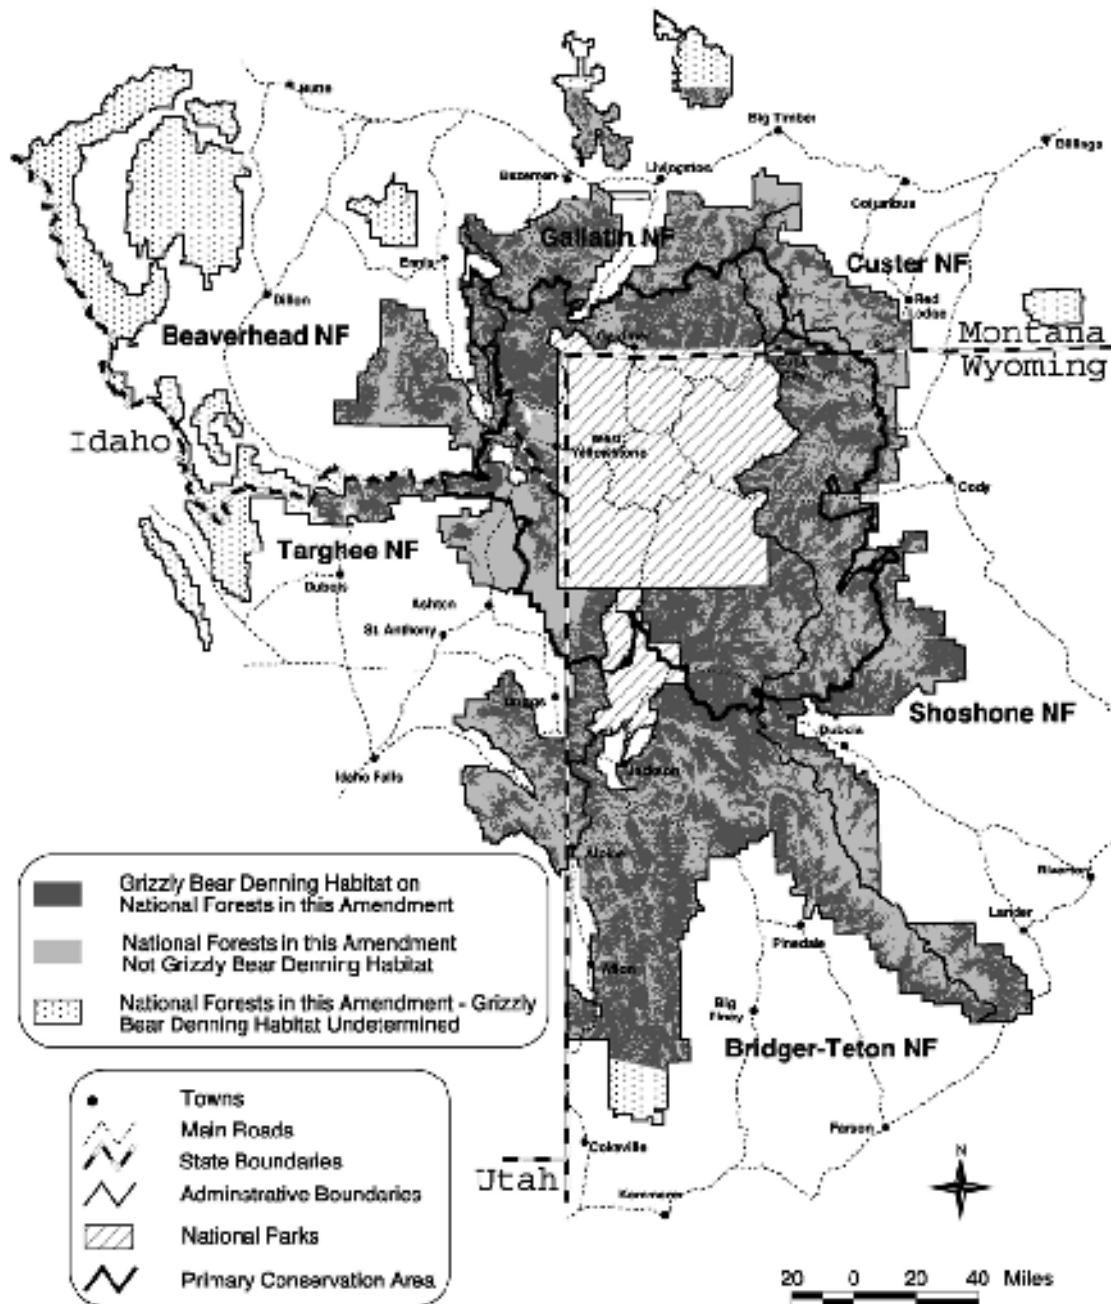 Butte
Big Timber
Billings
Bozeman
Livingston
Columbus
Gallatin NF
Custer NF
Ennis
Red
Lodge
Dillon
Beaverhead NF
Montana
Wyoming
Idaho
West
Yellowstone
Cody
Targhee NF
Dubois
Ashton
St. Anthony
Driggs
Shoshone NF
Dubois
Idaho Falls
Jackson
Alpine
Grizzly Bear Denning Habitat on
National Forests in this Amendment
National Forests in this Amendment
Not Grizzly Bear Denning Habitat
National Forests in this Amendment - Grizzly
Bear Denning Habitat Undetermined
Riverton
Lander
Pinedale
Afton
Big
Piney
Bridger-Teton NF
Towns
Main Roads
State Boundaries
Adminstrative Boundaries
National Parks
Primary Conservation Area
Farson
Cokeville
Utah
Kemmerer
N
20 0 20 40 Miles